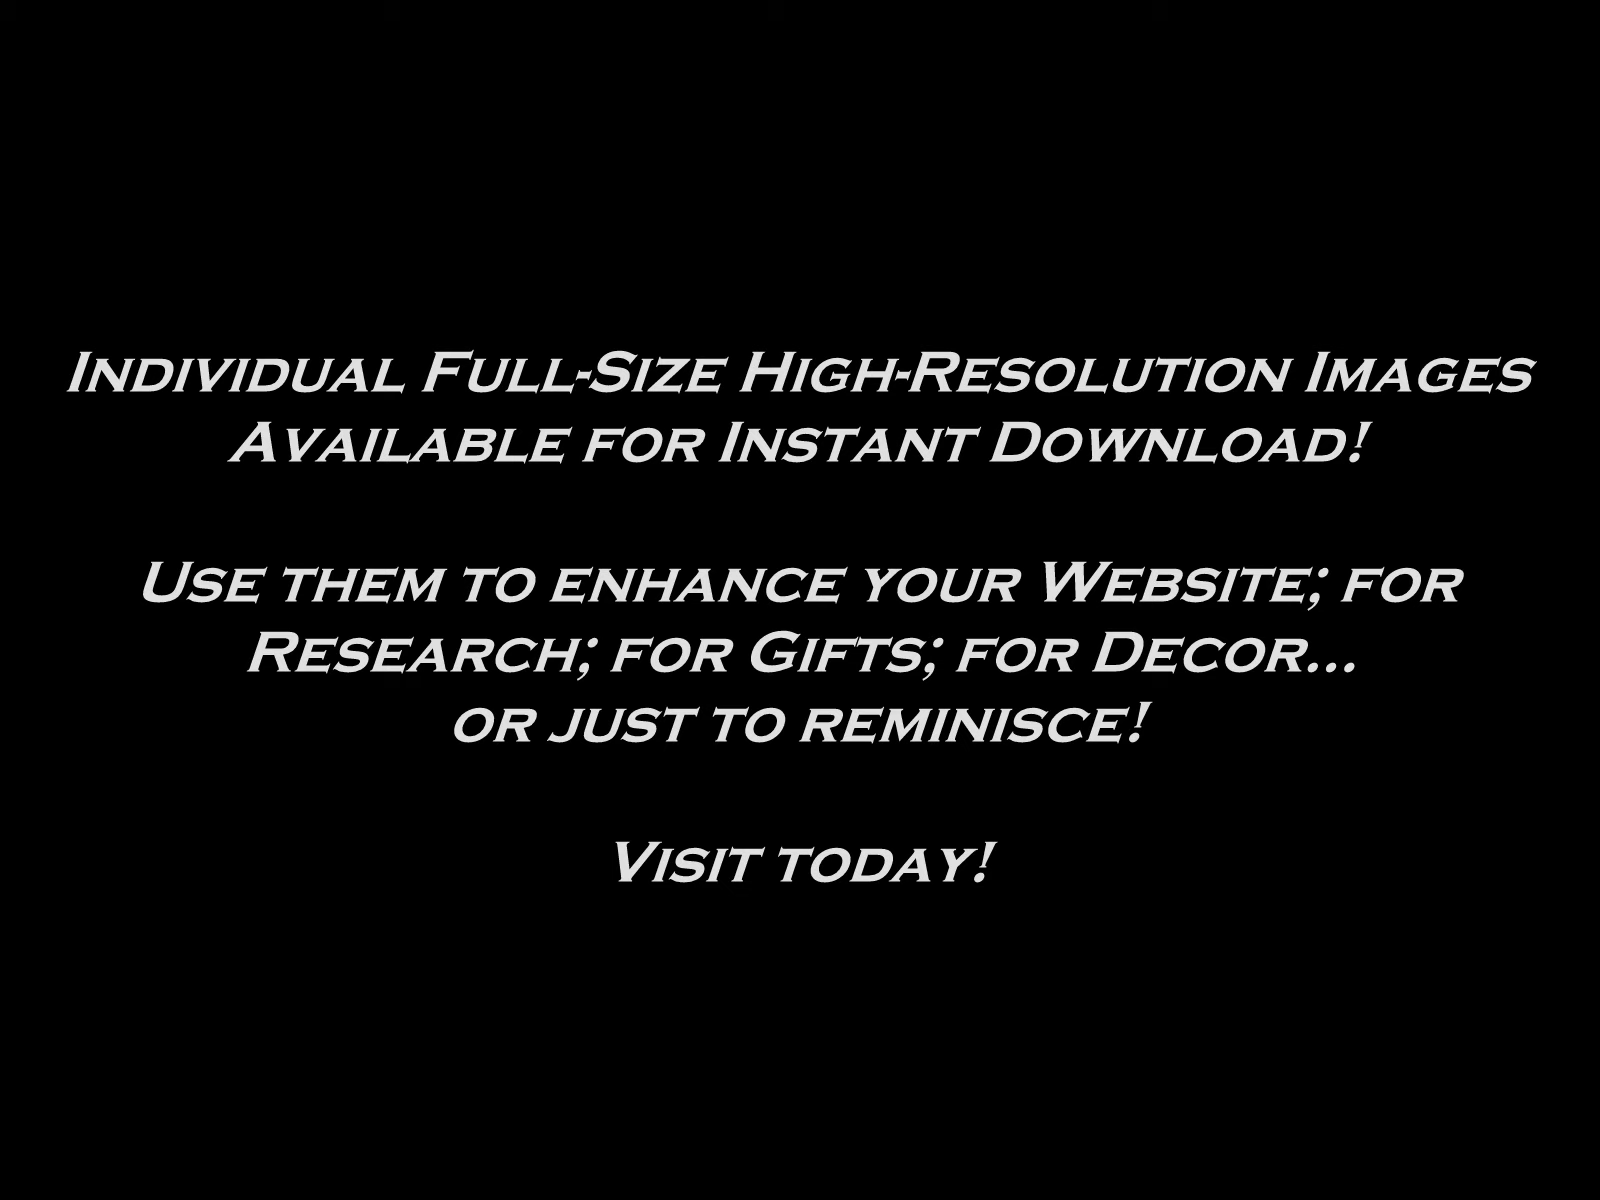 Individual Full-Size High-Resolution Images
Available for Instant Download!
Use them to enhance your Website; for
Research; for Gifts; for Decor...
or just to reminisce!
Visit today!